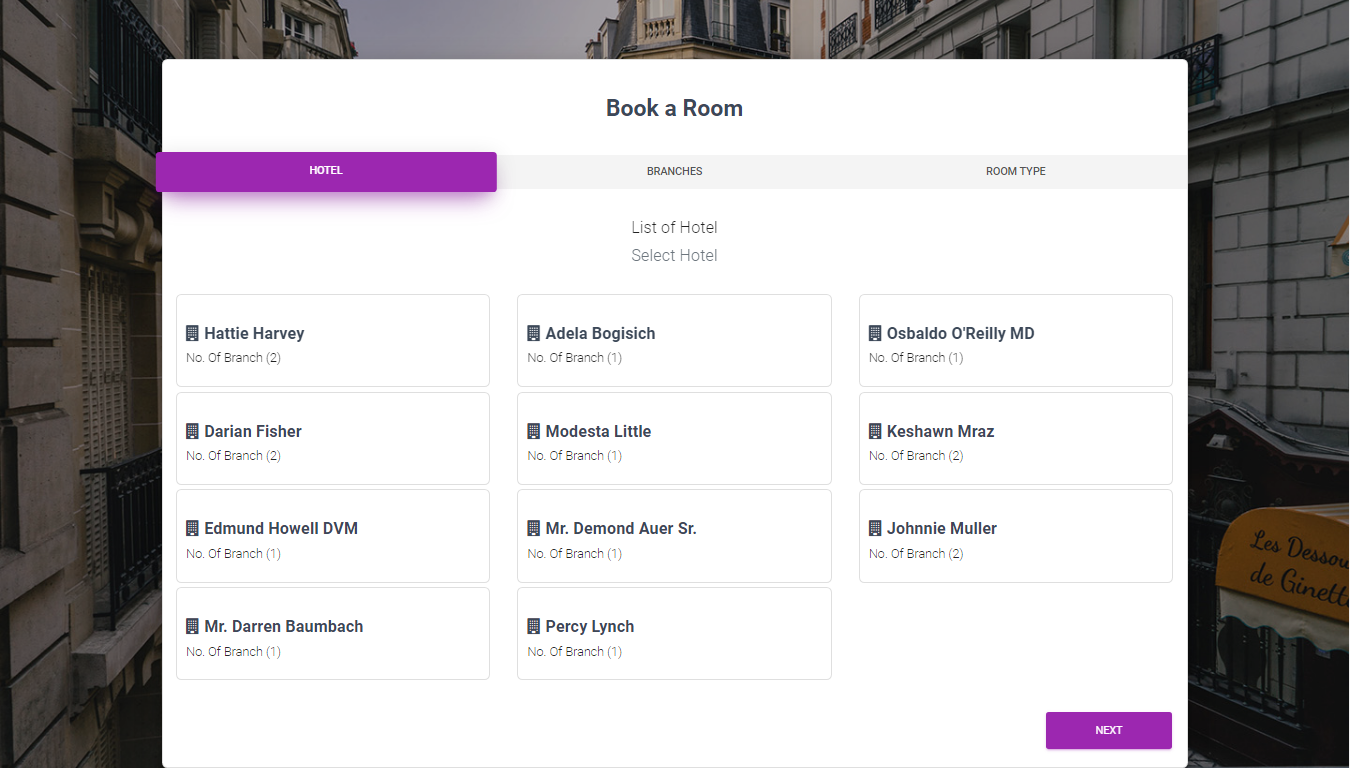 Book a Room
HOTEL
BRANCHES
ROOM TYPE
List of Hotel
Select Hotel
Hattie Harvey
No. Of Branch (2)
Adela Bogisich
No. Of Branch (1)
Osbaldo O'Reilly MD
No. Of Branch (1)
Darian Fisher
No. Of Branch (2)
Modesta Little
No. Of Branch (1)
Keshawn Mraz
No. Of Branch (2)
Edmund Howell DVM
No. Of Branch (1)
Mr. Demond Auer Sr.
No. Of Branch (1)
Johnnie Muller
No. Of Branch (2)
Mr. Darren Baumbach
No. Of Branch (1)
Percy Lynch
No. Of Branch (1)
NEXT
Les
de